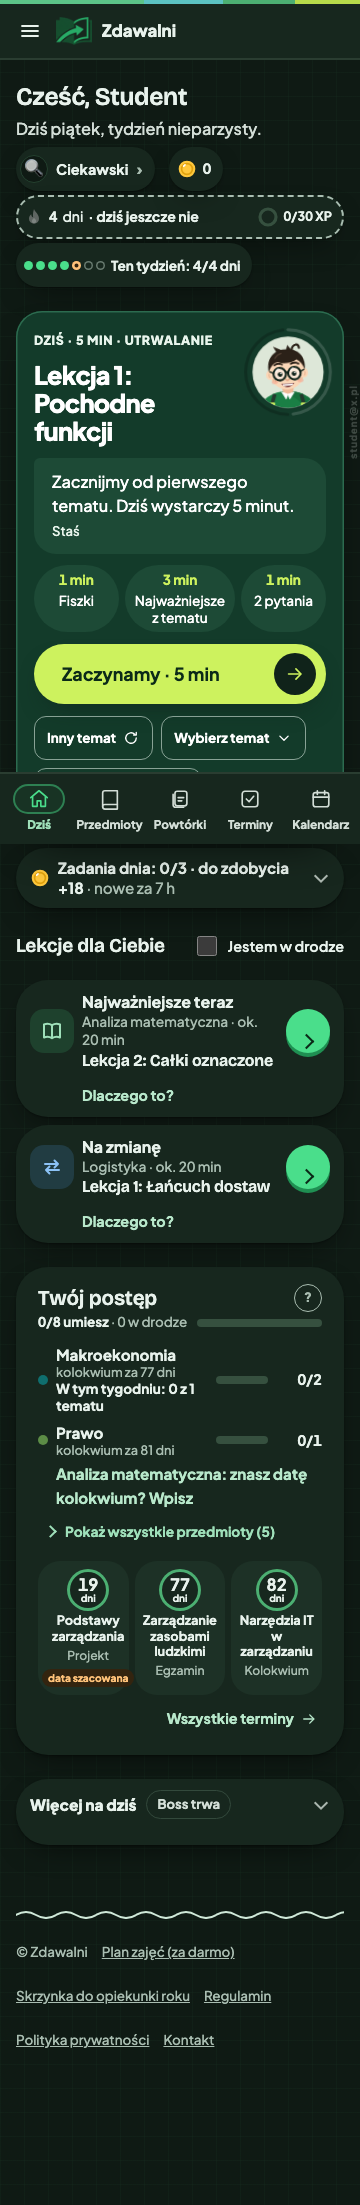 Zdawalni
Cześć, Student
Dziś piątek, tydzień nieparzysty.
Ciekawski ›
0
4 dni · dziś jeszcze nie
0/30 XP
Ten tydzień: 4/4 dni
DZIŚ · 5 MIN · UTRWALANIE
Lekcja 1:
Pochodne
funkcji
student@x.pl
Zacznijmy od pierwszego
tematu. Dziś wystarczy 5 minut.
Staś
1 min
Fiszki
3 min
Najważniejsze
z tematu
1 min
2 pytania
Zaczynamy · 5 min
Inny temat
Wybierz temat
Dziś
Przedmioty
Powtórki
Terminy
Kalendarz
Zadania dnia: 0/3 · do zdobycia
+18 · nowe za 7 h
Lekcje dla Ciebie
Jestem w drodze
Najważniejsze teraz
Analiza matematyczna · ok.
20 min
Lekcja 2: Całki oznaczone
Dlaczego to?
Na zmianę
Logistyka · ok. 20 min
Lekcja 1: Łańcuch dostaw
Dlaczego to?
Twój postęp
?
0/8 umiesz · 0 w drodze
Makroekonomia
kolokwium za 77 dni
W tym tygodniu: 0 z 1
tematu
0/2
Prawo
kolokwium za 81 dni
0/1
Analiza matematyczna: znasz datę
kolokwium? Wpisz
Pokaż wszystkie przedmioty (5)
19
dni
Podstawy
zarządzania
Projekt
data szacowana
77
dni
Zarządzanie
zasobami
ludzkimi
Egzamin
82
dni
Narzędzia IT
w
zarządzaniu
Kolokwium
Wszystkie terminy →
Więcej na dziś
Boss trwa
© Zdawalni
Plan zajęć (za darmo)
Skrzynka do opiekunki roku
Regulamin
Polityka prywatności
Kontakt